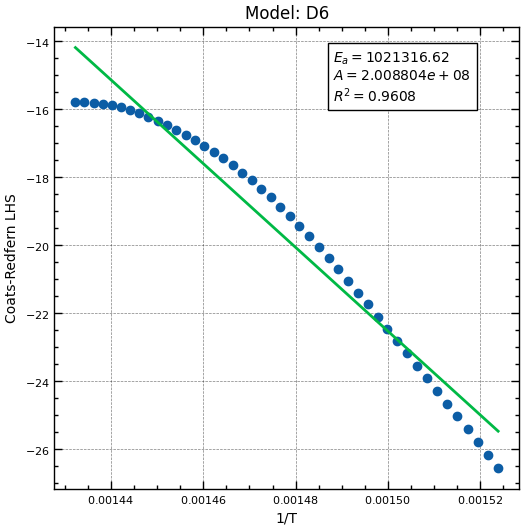 Model: D6
E_a = 1021316.62
A = 2.008804e + 08
R² = 0.9608
Coats-Redfern LHS
−14
−16
−18
−20
−22
−24
−26
0.00144 0.00146 0.00148 0.00150 0.00152
1/T